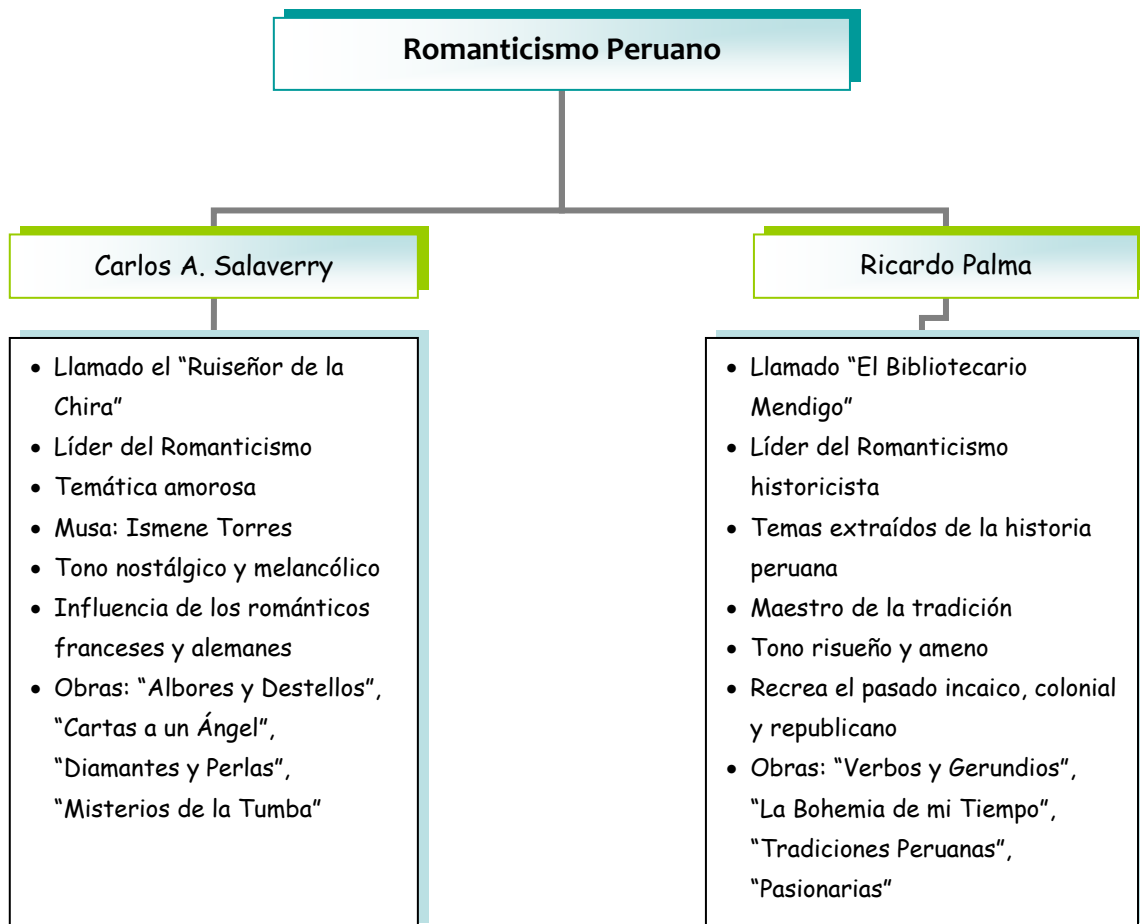 Romanticismo Peruano
Carlos A. Salaverry
• Llamado el “Ruiseñor de la
Chira”
• Líder del Romanticismo
• Temática amorosa
• Musa: Ismene Torres
• Tono nostálgico y melancólico
• Influencia de los románticos
franceses y alemanes
• Obras: “Albores y Destellos”,
“Cartas a un Ángel”,
“Diamantes y Perlas”,
“Misterios de la Tumba”
Ricardo Palma
• Llamado “El Bibliotecario
Mendigo”
• Líder del Romanticismo
historicista
• Temas extraídos de la historia
peruana
• Maestro de la tradición
• Tono risueño y ameno
• Recrea el pasado incaico, colonial
y republicano
• Obras: “Verbos y Gerundios”,
“La Bohemia de mi Tiempo”,
“Tradiciones Peruanas”,
“Pasionarias”